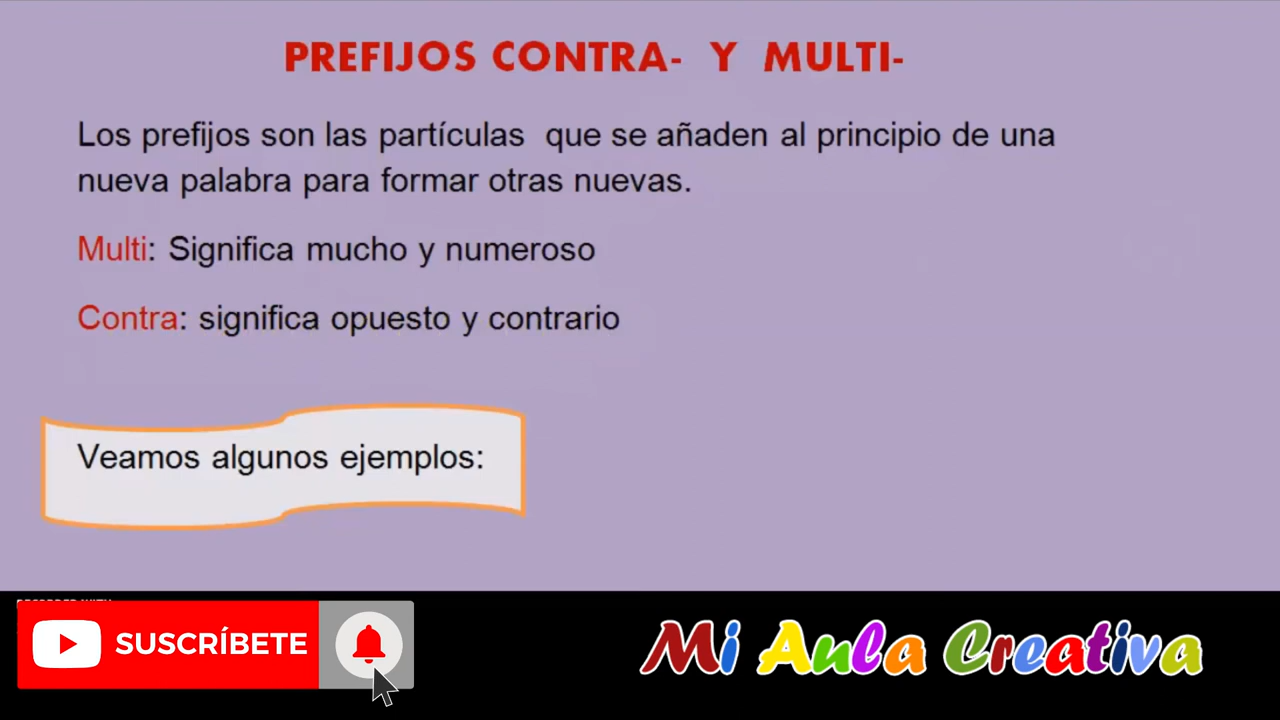 PREFIJOS CONTRA- Y MULTI-
Los prefijos son las partículas que se añaden al principio de una
nueva palabra para formar otras nuevas.
Multi: Significa mucho y numeroso
Contra: significa opuesto y contrario
Veamos algunos ejemplos:
SUSCRÍBETE
Mi Aula Creativa